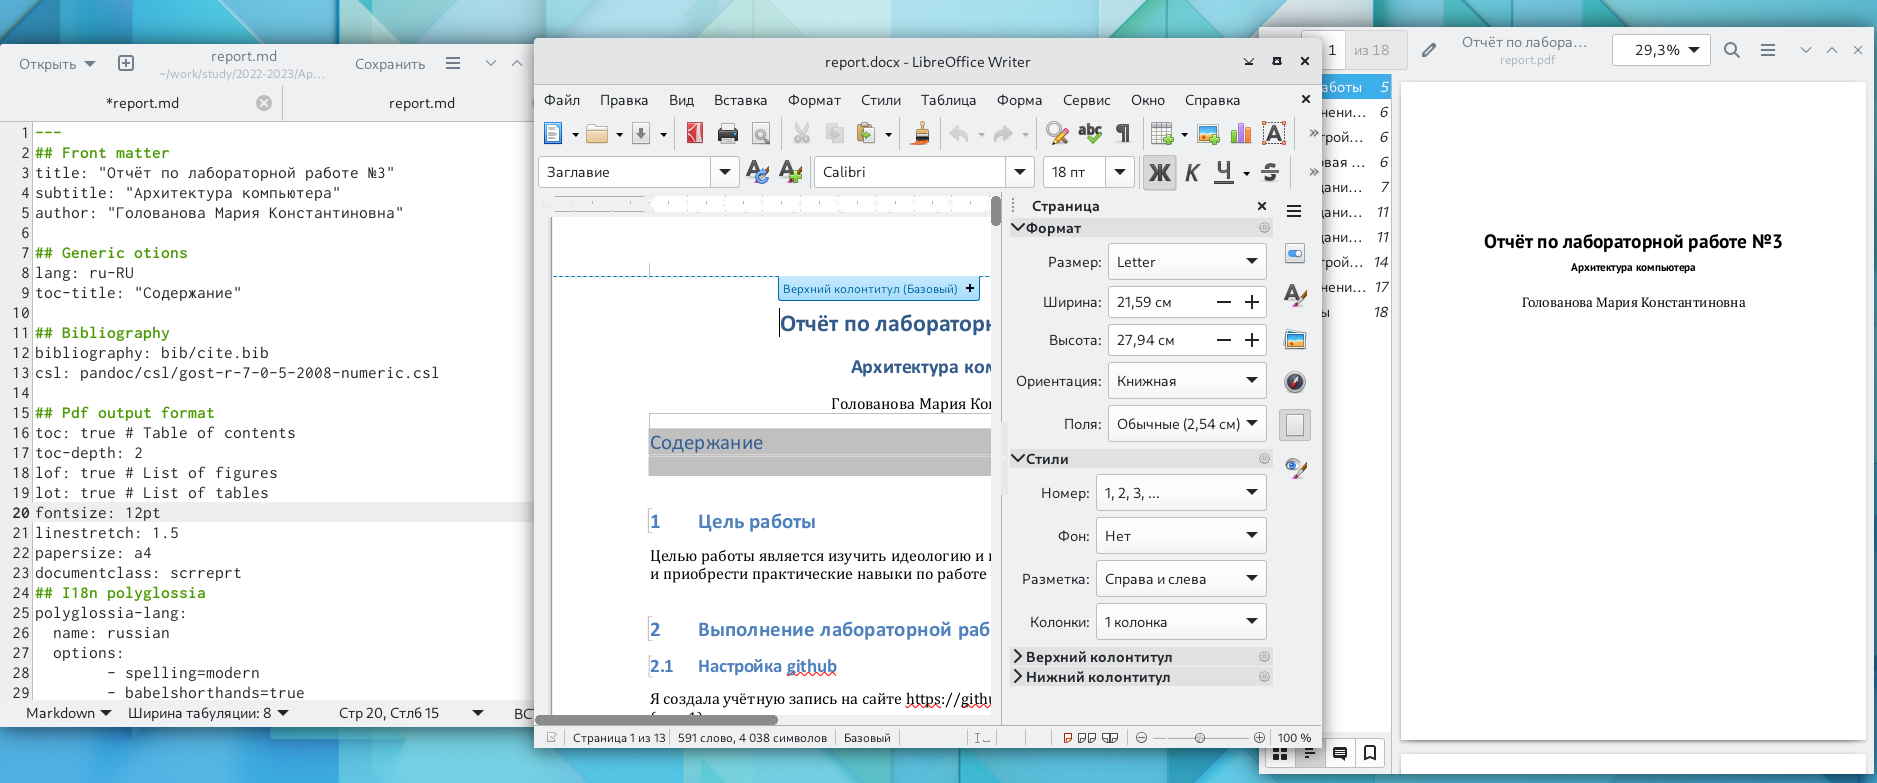 Открыть
report.md
~/work/study/2022-2023/Ар...
Сохранить
*report.md
report.md
1 ---
2 ## Front matter
3 title: "Отчёт по лабораторной работе №3"
4 subtitle: "Архитектура компьютера"
5 author: "Голованова Мария Константиновна"
6
7 ## Generic otions
8 lang: ru-RU
9 toc-title: "Содержание"
10
11 ## Bibliography
12 bibliography: bib/cite.bib
13 csl: pandoc/csl/gost-r-7-0-5-2008-numeric.csl
14
15 ## Pdf output format
16 toc: true # Table of contents
17 toc-depth: 2
18 lof: true # List of figures
19 lot: true # List of tables
20 fontsize: 12pt
21 linestretch: 1.5
22 papersize: a4
23 documentclass: scrreprt
24 ## I18n polyglossia
25 polyglossia-lang:
26 name: russian
27 options:
28 - spelling=modern
29 - babelshorthands=true
Markdown Ширина табуляции: 8 Стр 20, Стлб 15 ВС
report.docx - LibreOffice Writer
Файл Правка Вид Вставка Формат Стили Таблица Форма Сервис Окно Справка
Заглавие Calibri 18 пт Ж К Ч S
Верхний колонтитул (Базовый) +
Отчёт по лаборатор
Архитектура ком
Голованова Мария Кон
Содержание
1 Цель работы
Целью работы является изучить идеологию и
и приобрести практические навыки по работе
2 Выполнение лабораторной раб
2.1 Настройка github
Я создала учётную запись на сайте https://githu
Страница
Формат
Размер: Letter
Ширина: 21,59 см
Высота: 27,94 см
Ориентация: Книжная
Поля: Обычные (2,54 см)
Стили
Номер: 1, 2, 3, ...
Фон: Нет
Разметка: Справа и слева
Колонки: 1 колонка
Верхний колонтитул
Нижний колонтитул
Страница 1 из 13 591 слово, 4 038 символов Базовый 100 %
1 из 18
Отчёт по лабора...
report.pdf
29,3%
аботы 5
нени... 6
трой... 6
овая ... 6
дани... 7
дани... 11
дани... 11
трой... 14
нени... 17
ы 18
Отчёт по лабораторной работе №3
Архитектура компьютера
Голованова Мария Константиновна